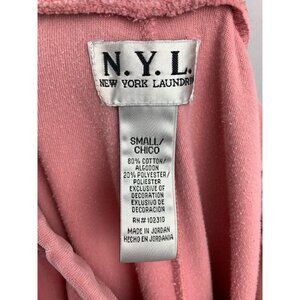 N.Y.L.
NEW YORK LAUNDRY
SMALL/
CHICO
80% COTTON/
ALGODON
20% POLYESTER/
POLIESTER
EXCLUSIVE OF
DECORATION
EXCLUSIVO DE
DECORACION
RN# 102310
MADE IN JORDAN
HECHO EN JORDANIA